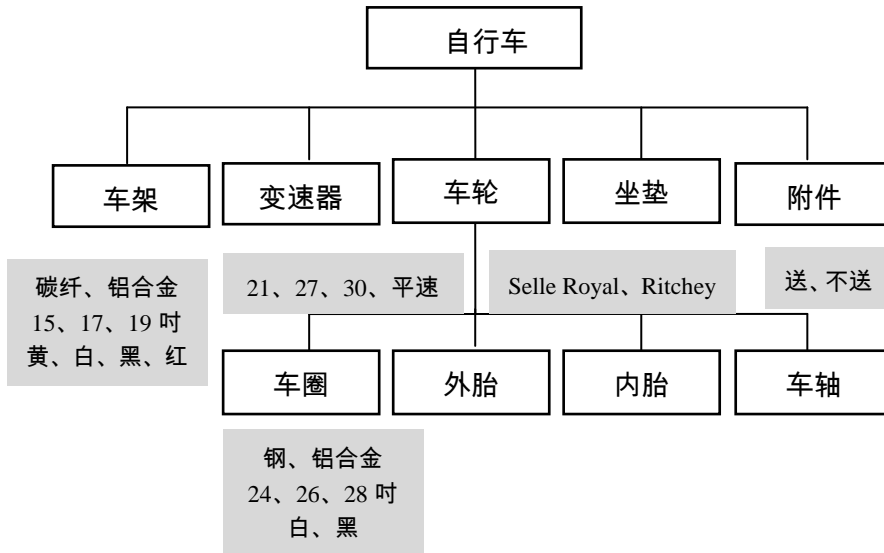 自行车
车架
变速器
车轮
坐垫
附件
碳纤、铝合金
15、17、19 吋
黄、白、黑、红
21、27、30、平速
Selle Royal、Ritchey
送、不送
车圈
外胎
内胎
车轴
钢、铝合金
24、26、28 吋
白、黑